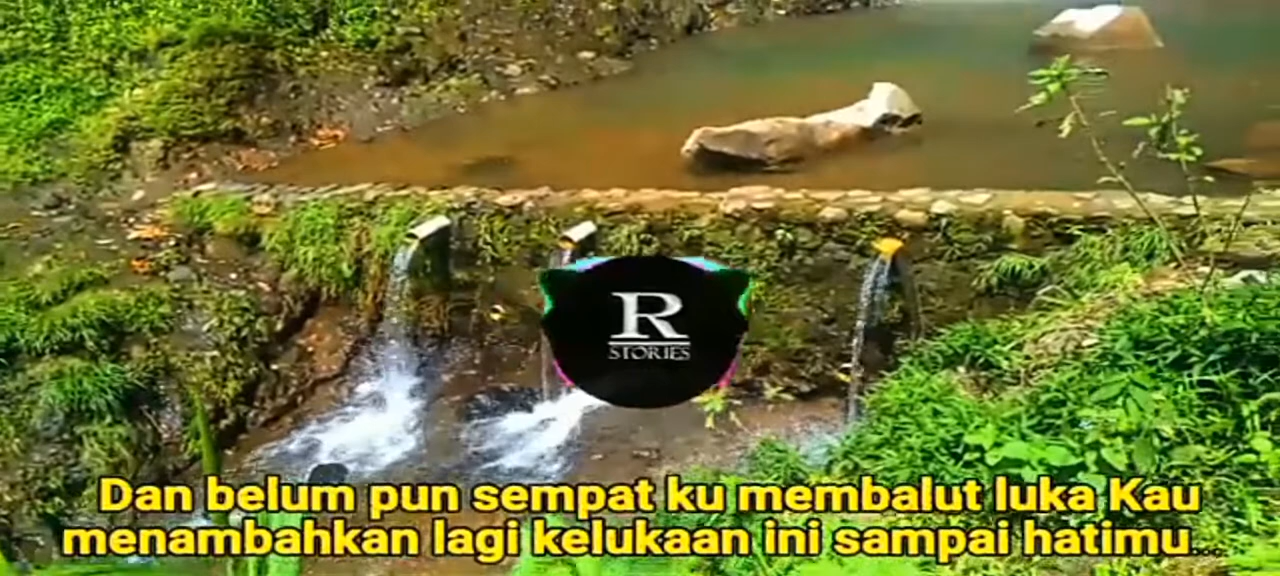 R
STORIES
Dan belum pun sempat ku membalut luka Kau
menambahkan lagi kelukaan ini sampai hatimu...